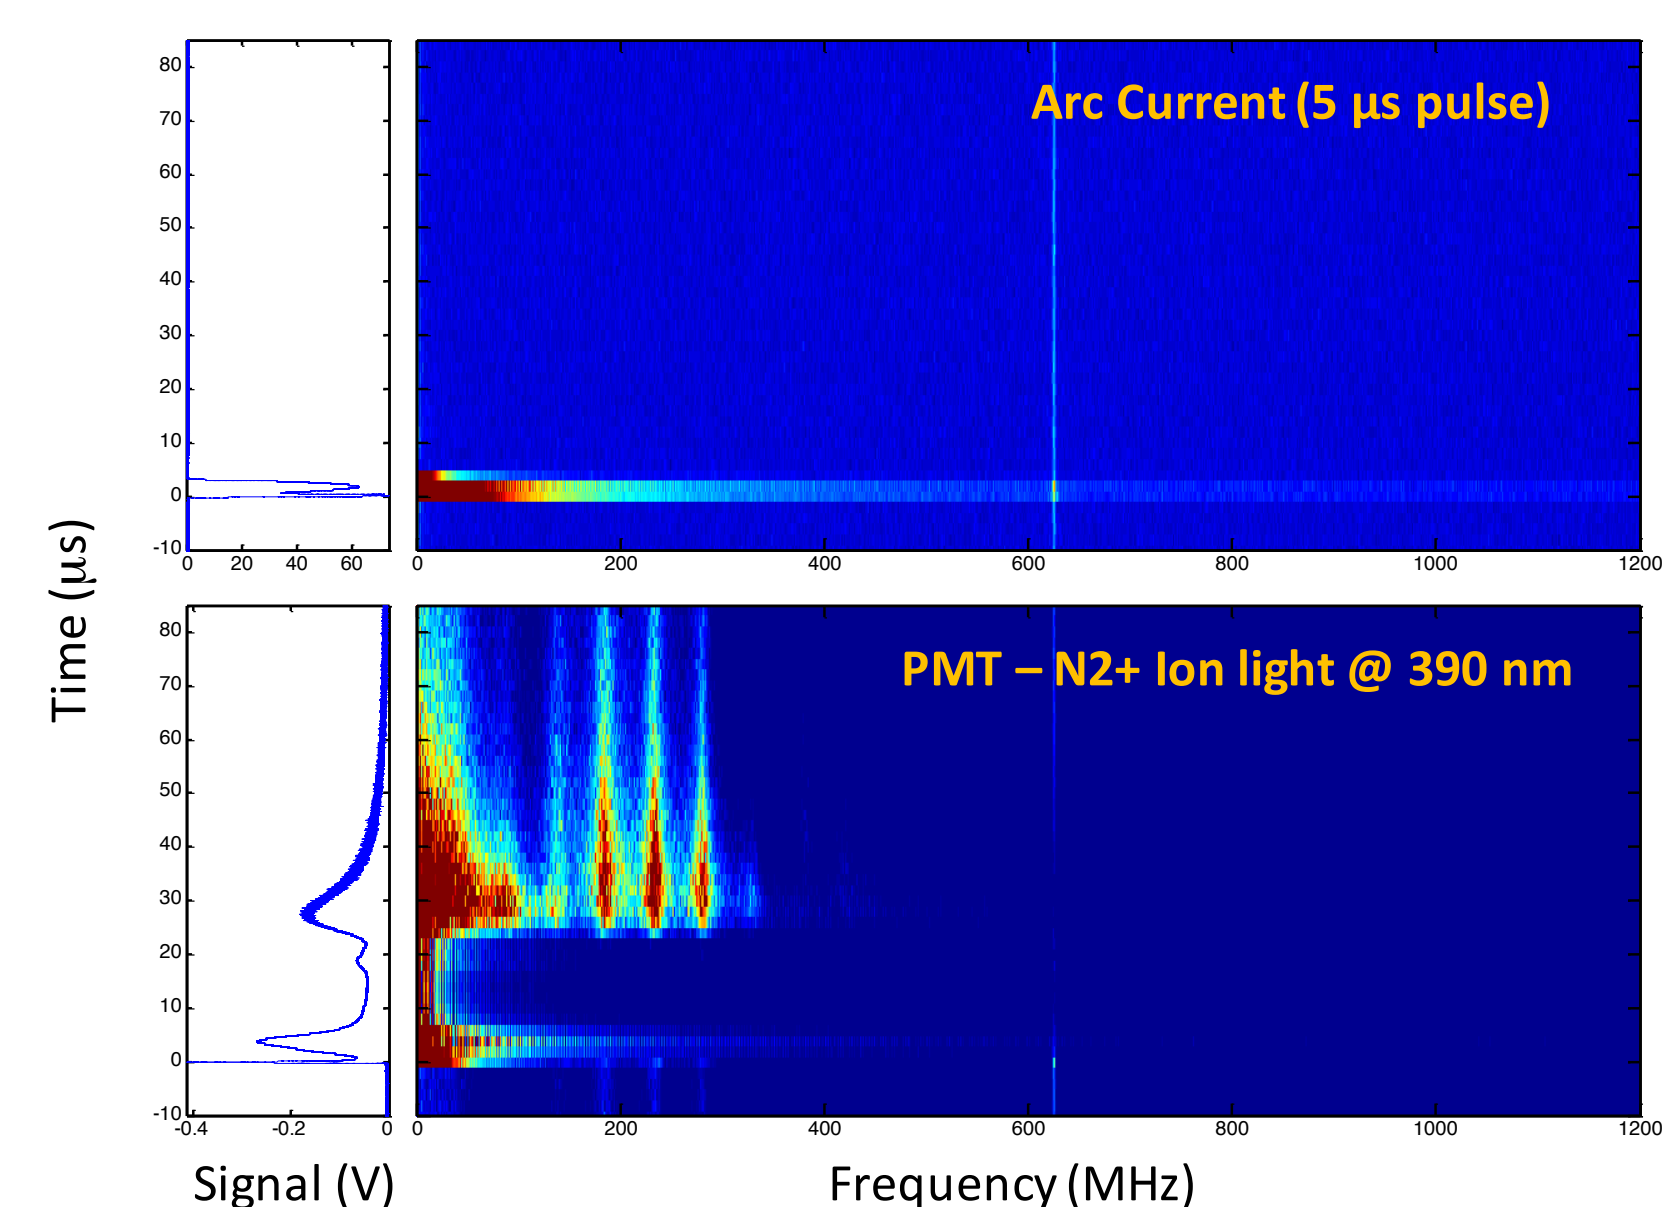 Arc Current (5 µs pulse)
80
70
60
50
40
30
20
10
0
-10
0 20 40 60
0 200 400 600 800 1000 1200
Time (µs)
PMT – N2+ Ion light @ 390 nm
80
70
60
50
40
30
20
10
0
-10
-0.4 -0.2 0
0 200 400 600 800 1000 1200
Signal (V)
Frequency (MHz)